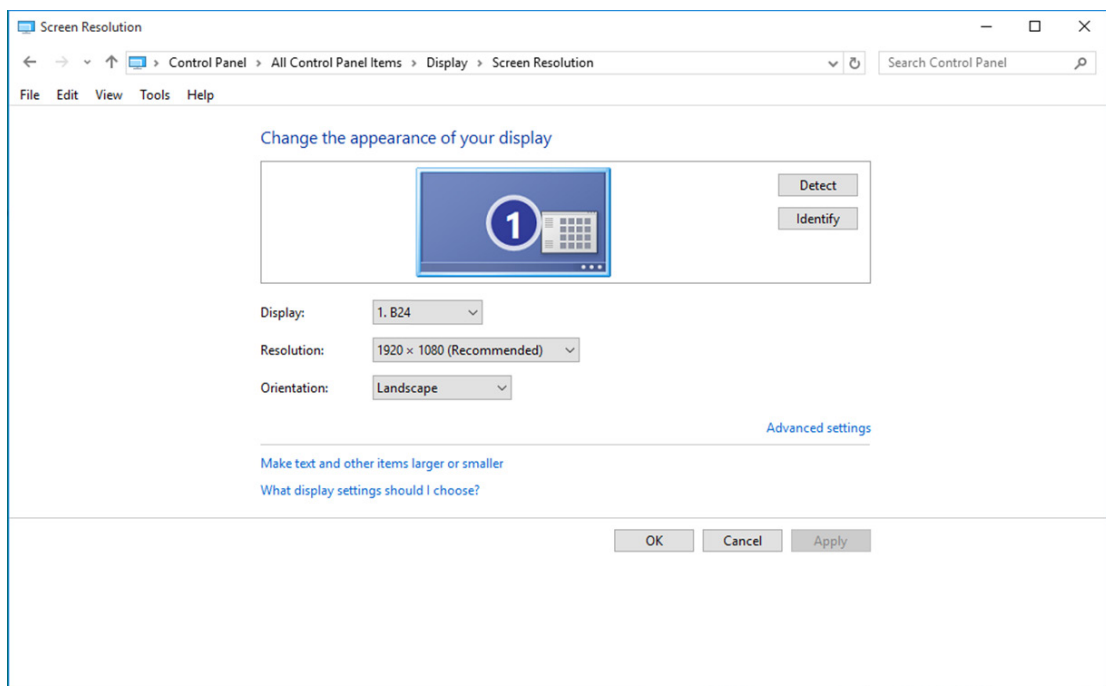 Screen Resolution
Control Panel > All Control Panel Items > Display > Screen Resolution
Search Control Panel
File Edit View Tools Help
Change the appearance of your display
1
Detect
Identify
Display: 1. B24
Resolution: 1920 × 1080 (Recommended)
Orientation: Landscape
Advanced settings
Make text and other items larger or smaller
What display settings should I choose?
OK Cancel Apply